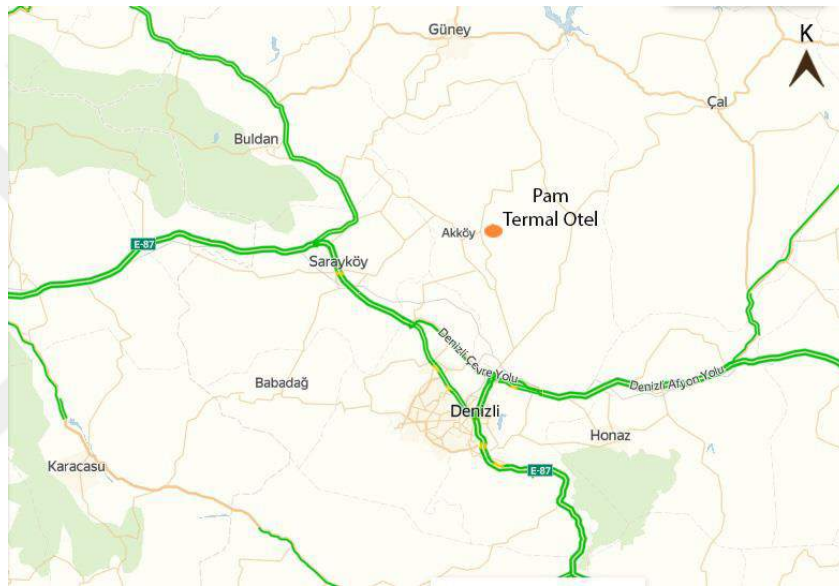 Güney
K
Çal
Buldan
Pam
Termal Otel
Akköy
E-87
Sarayköy
Denizli Çevre Yolu
Denizli Afyon Yolu
Babadağ
Denizli
Honaz
Karacasu
E-87